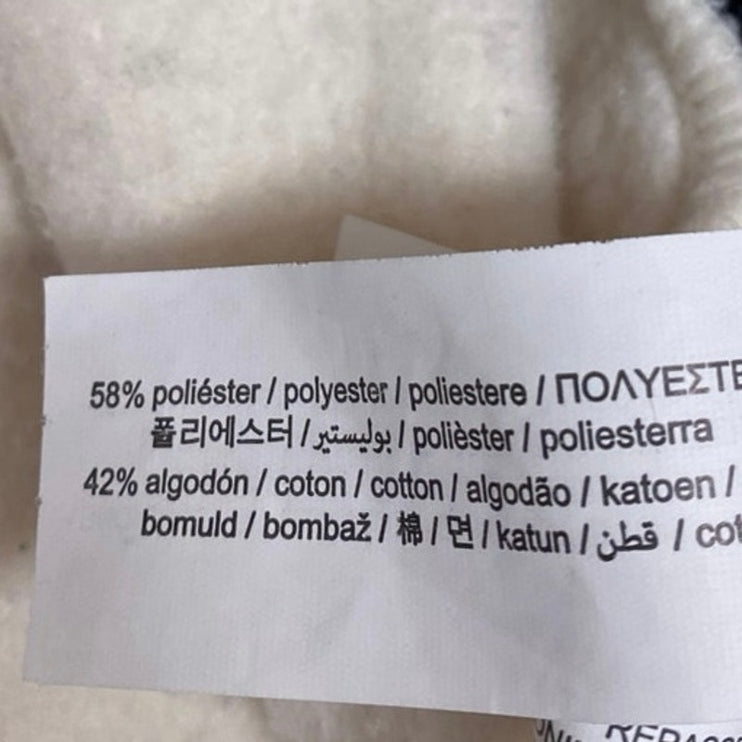 58% poliéster / polyester / poliestere / ΠΟΛΥΕΣΤΕ
폴리에스터 / بوليستير / polièster / poliesterra
42% algodón / coton / cotton / algodão / katoen /
bomuld / bombaž / 棉 / 면 / katun / قطن / cot